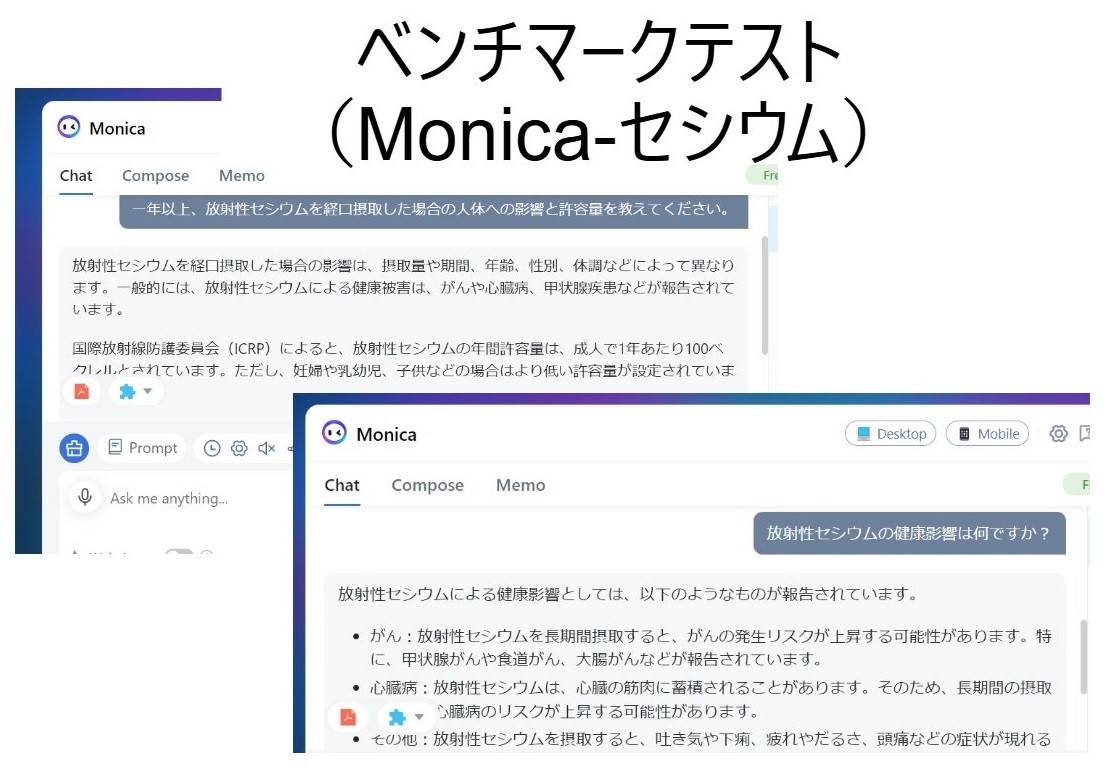 ベンチマークテスト
（Monica-セシウム）
Monica
Chat Compose Memo
一年以上、放射性セシウムを経口摂取した場合の人体への影響と許容量を教えてください。
放射性セシウムを経口摂取した場合の影響は、摂取量や期間、年齢、性別、体調などによって異なり
ます。一般的には、放射性セシウムによる健康被害は、がんや心臓病、甲状腺疾患などが報告されて
います。
国際放射線防護委員会（ICRP）によると、放射性セシウムの年間許容量は、成人で1年あたり100ベ
クレルとされています。ただし、妊婦や乳幼児、子供などの場合はより低い許容量が設定されていま
Prompt
Ask me anything...
Monica
Desktop Mobile
Chat Compose Memo
放射性セシウムの健康影響は何ですか？
放射性セシウムによる健康影響としては、以下のようなものが報告されています。
• がん：放射性セシウムを長期間摂取すると、がんの発生リスクが上昇する可能性があります。特
に、甲状腺がんや食道がん、大腸がんなどが報告されています。
• 心臓病：放射性セシウムは、心臓の筋肉に蓄積されることがあります。そのため、長期間の摂取
心臓病のリスクが上昇する可能性があります。
• その他：放射性セシウムを摂取すると、吐き気や下痢、疲れやだるさ、頭痛などの症状が現れる